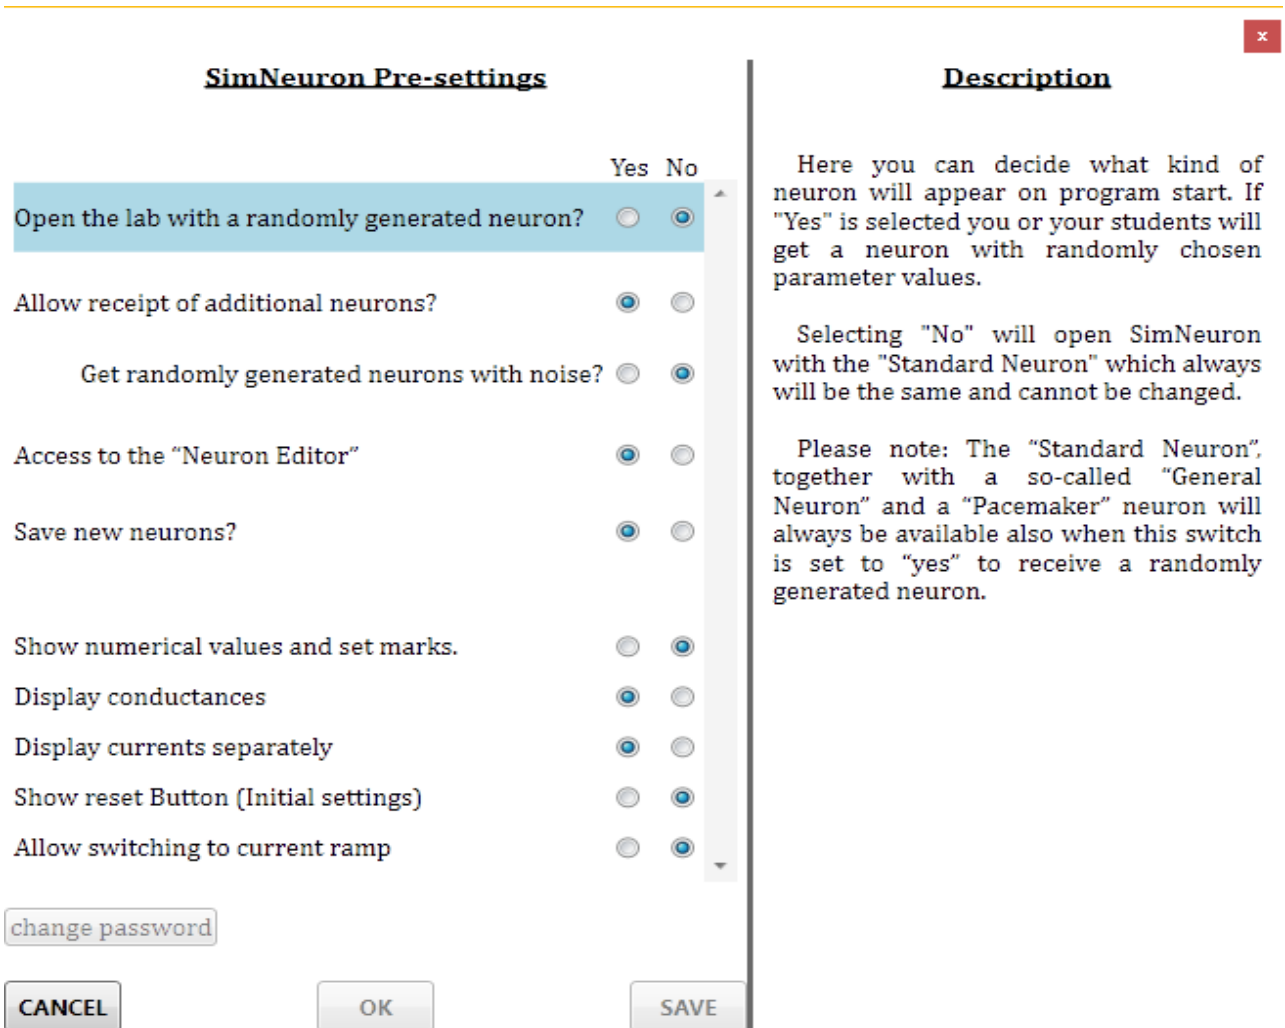 x
SimNeuron Pre-settings
Yes No
Open the lab with a randomly generated neuron?
Allow receipt of additional neurons?
Get randomly generated neurons with noise?
Access to the “Neuron Editor”
Save new neurons?
Show numerical values and set marks.
Display conductances
Display currents separately
Show reset Button (Initial settings)
Allow switching to current ramp
change password
CANCEL
OK
SAVE
Description
Here you can decide what kind of
neuron will appear on program start. If
"Yes" is selected you or your students will
get a neuron with randomly chosen
parameter values.
Selecting "No" will open SimNeuron
with the "Standard Neuron" which always
will be the same and cannot be changed.
Please note: The “Standard Neuron”,
together with a so-called “General
Neuron” and a “Pacemaker” neuron will
always be available also when this switch
is set to “yes” to receive a randomly
generated neuron.